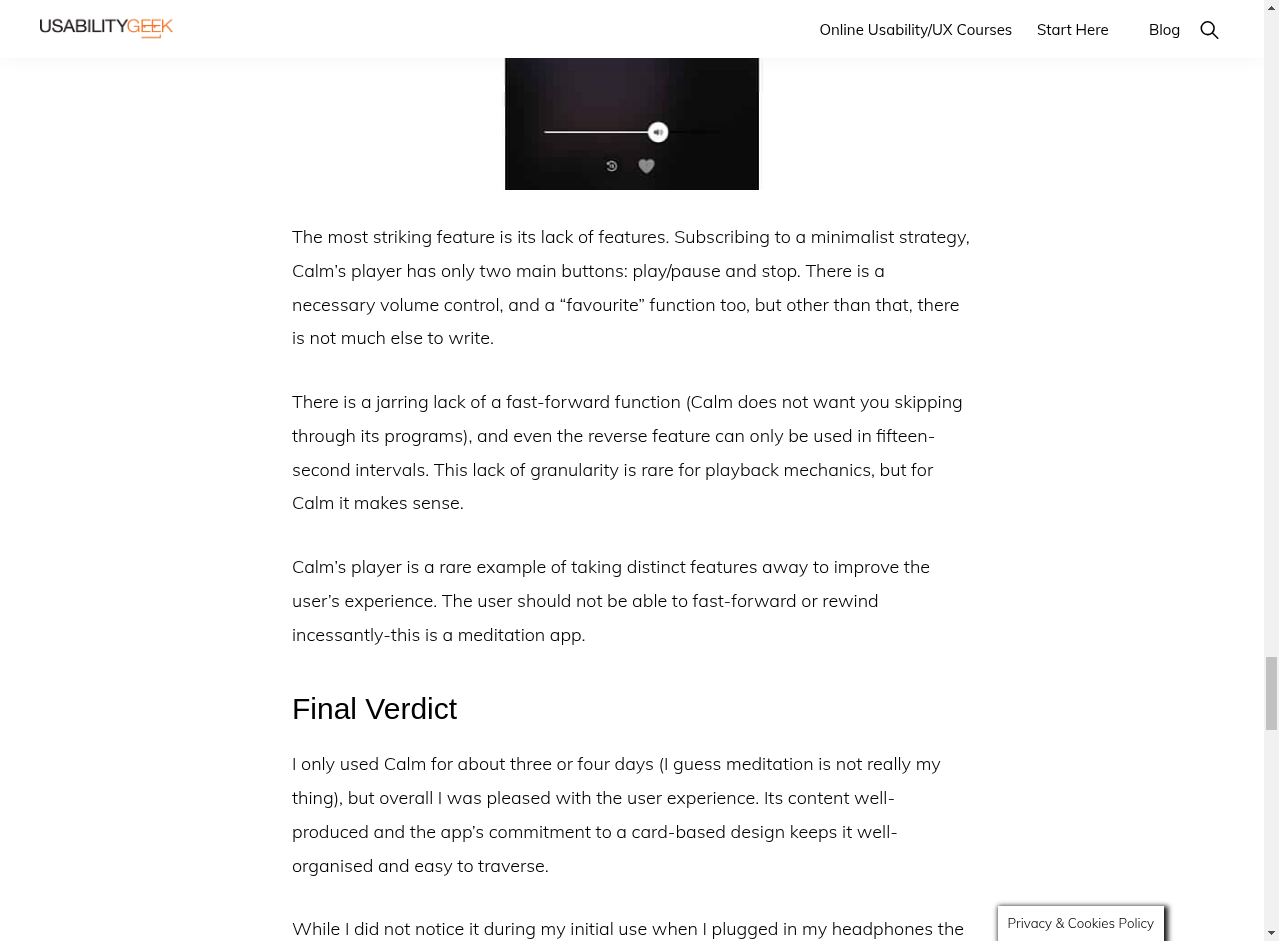 USABILITYGEEK
Online Usability/UX Courses
Start Here
Blog
The most striking feature is its lack of features. Subscribing to a minimalist strategy,
Calm’s player has only two main buttons: play/pause and stop. There is a
necessary volume control, and a “favourite” function too, but other than that, there
is not much else to write.
There is a jarring lack of a fast-forward function (Calm does not want you skipping
through its programs), and even the reverse feature can only be used in fifteen-
second intervals. This lack of granularity is rare for playback mechanics, but for
Calm it makes sense.
Calm’s player is a rare example of taking distinct features away to improve the
user’s experience. The user should not be able to fast-forward or rewind
incessantly-this is a meditation app.
Final Verdict
I only used Calm for about three or four days (I guess meditation is not really my
thing), but overall I was pleased with the user experience. Its content well-
produced and the app’s commitment to a card-based design keeps it well-
organised and easy to traverse.
While I did not notice it during my initial use when I plugged in my headphones the
Privacy & Cookies Policy